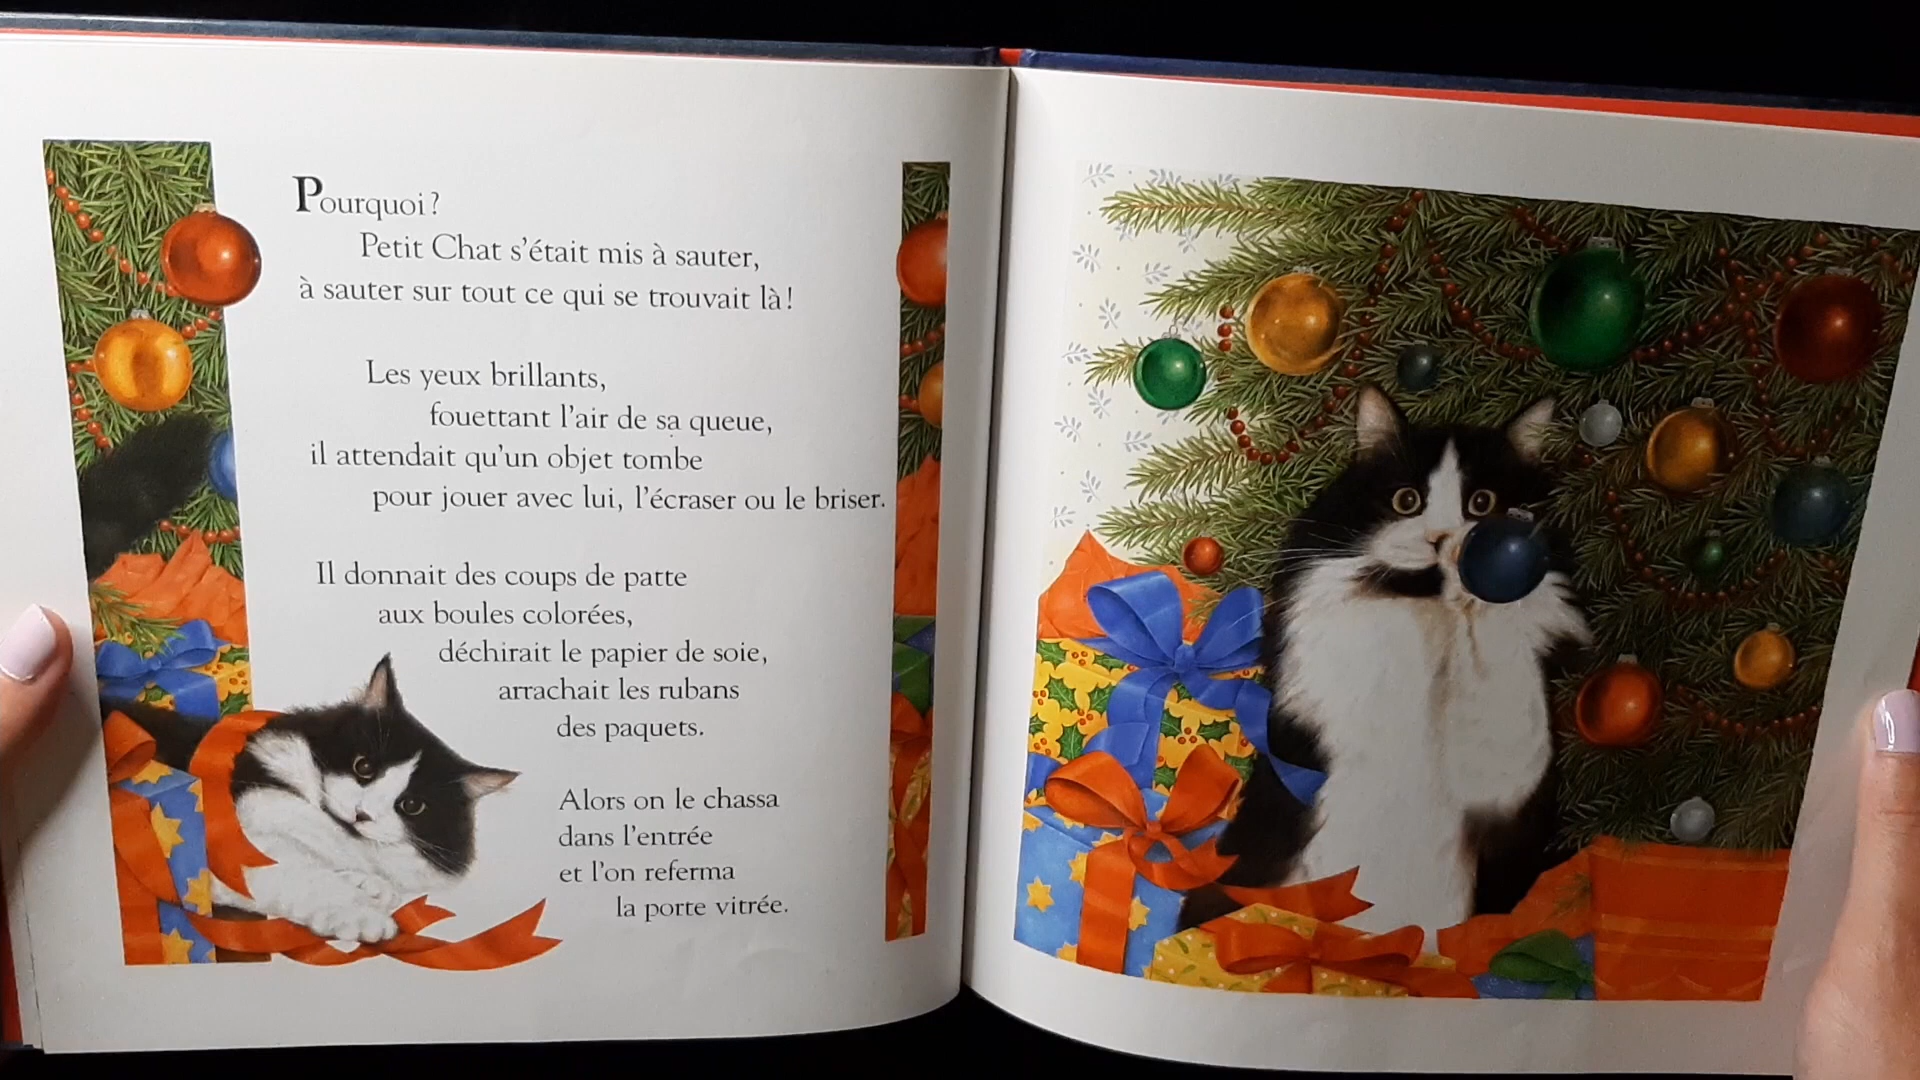 Pourquoi ?
Petit Chat s'était mis à sauter,
à sauter sur tout ce qui se trouvait là !
Les yeux brillants,
fouettant l'air de sa queue,
il attendait qu'un objet tombe
pour jouer avec lui, l'écraser ou le briser.
Il donnait des coups de patte
aux boules colorées,
déchirait le papier de soie,
arrachait les rubans
des paquets.
Alors on le chassa
dans l'entrée
et l'on referma
la porte vitrée.